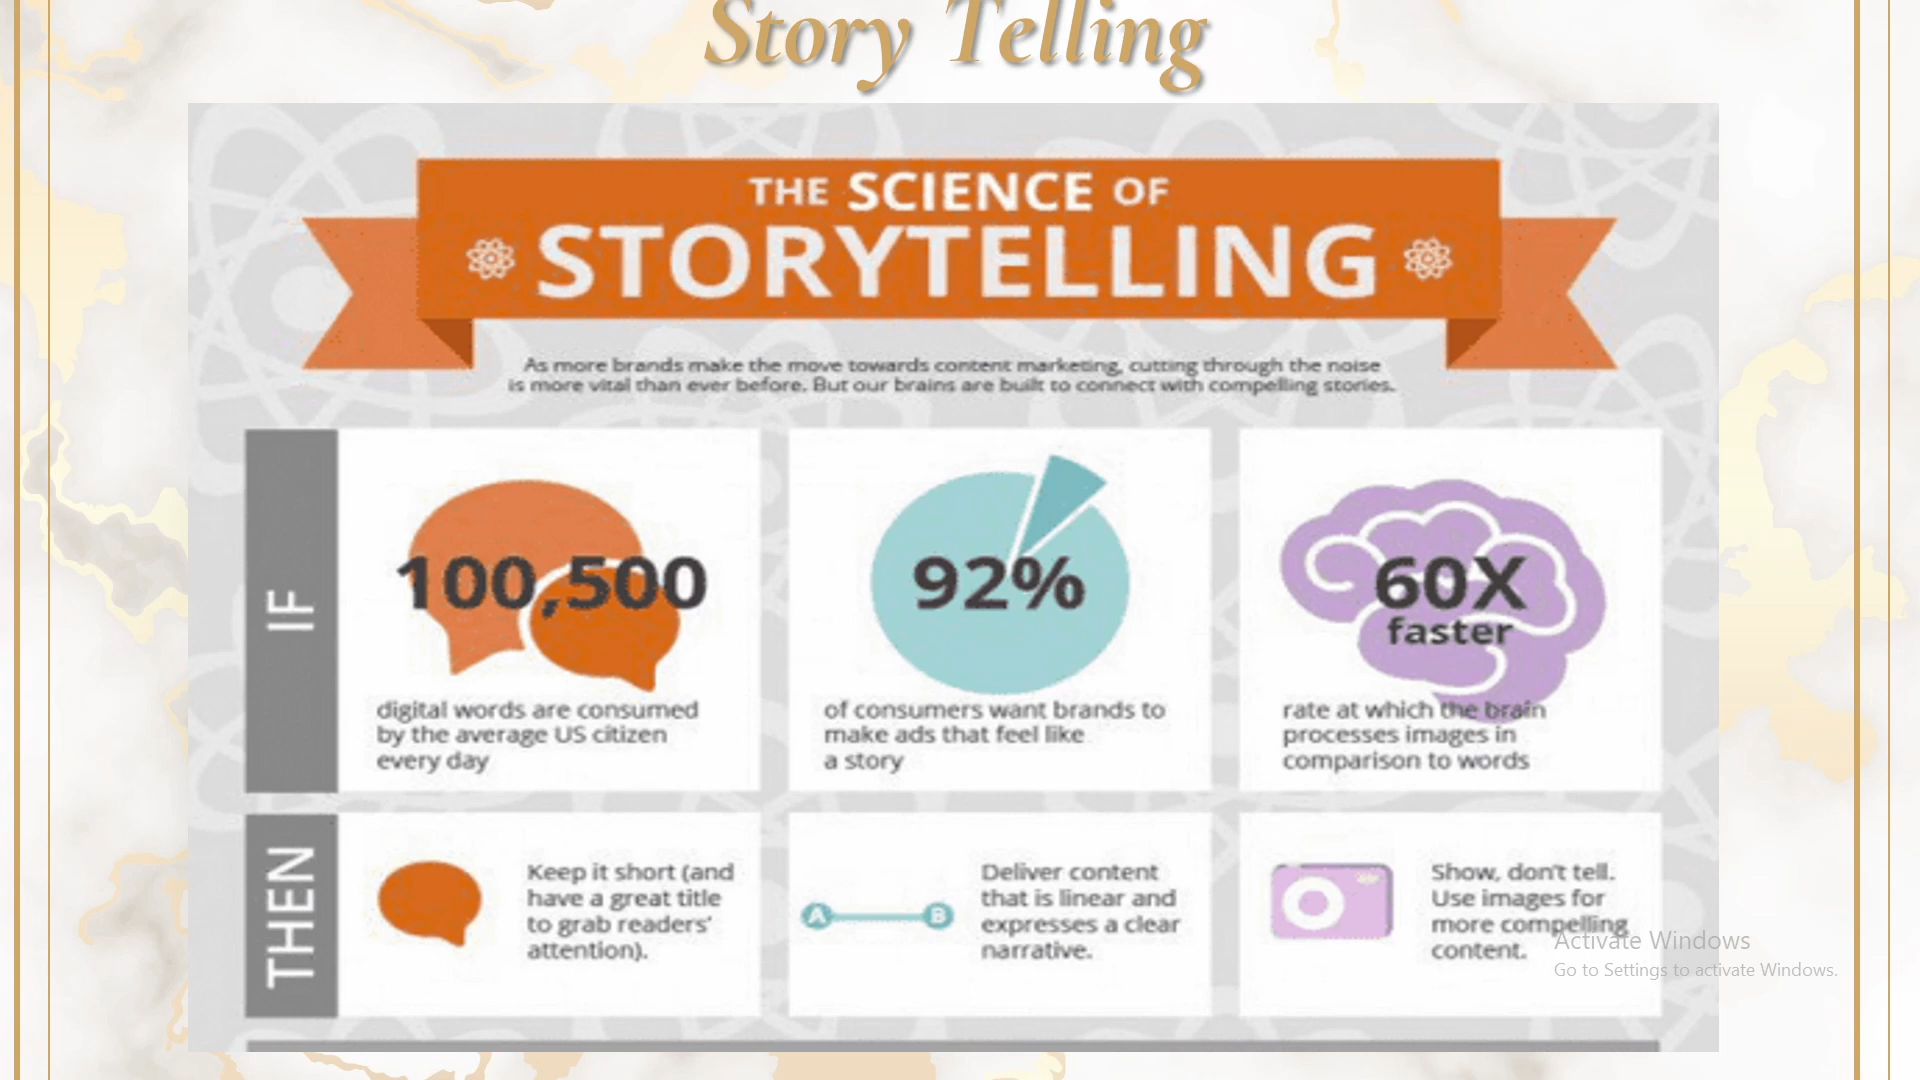 Story Telling
THE SCIENCE OF
STORYTELLING
As more brands make the move towards content marketing, cutting through the noise
is more vital than ever before. But our brains are built to connect with compelling stories.
IF
100,500
digital words are consumed
by the average US citizen
every day
92%
of consumers want brands to
make ads that feel like
a story
60X
faster
rate at which the brain
processes images in
comparison to words
THEN
Keep it short (and
have a great title
to grab readers'
attention).
A B
Deliver content
that is linear and
expresses a clear
narrative.
Show, don't tell.
Use images for
more compelling
content.
Activate Windows
Go to Settings to activate Windows.